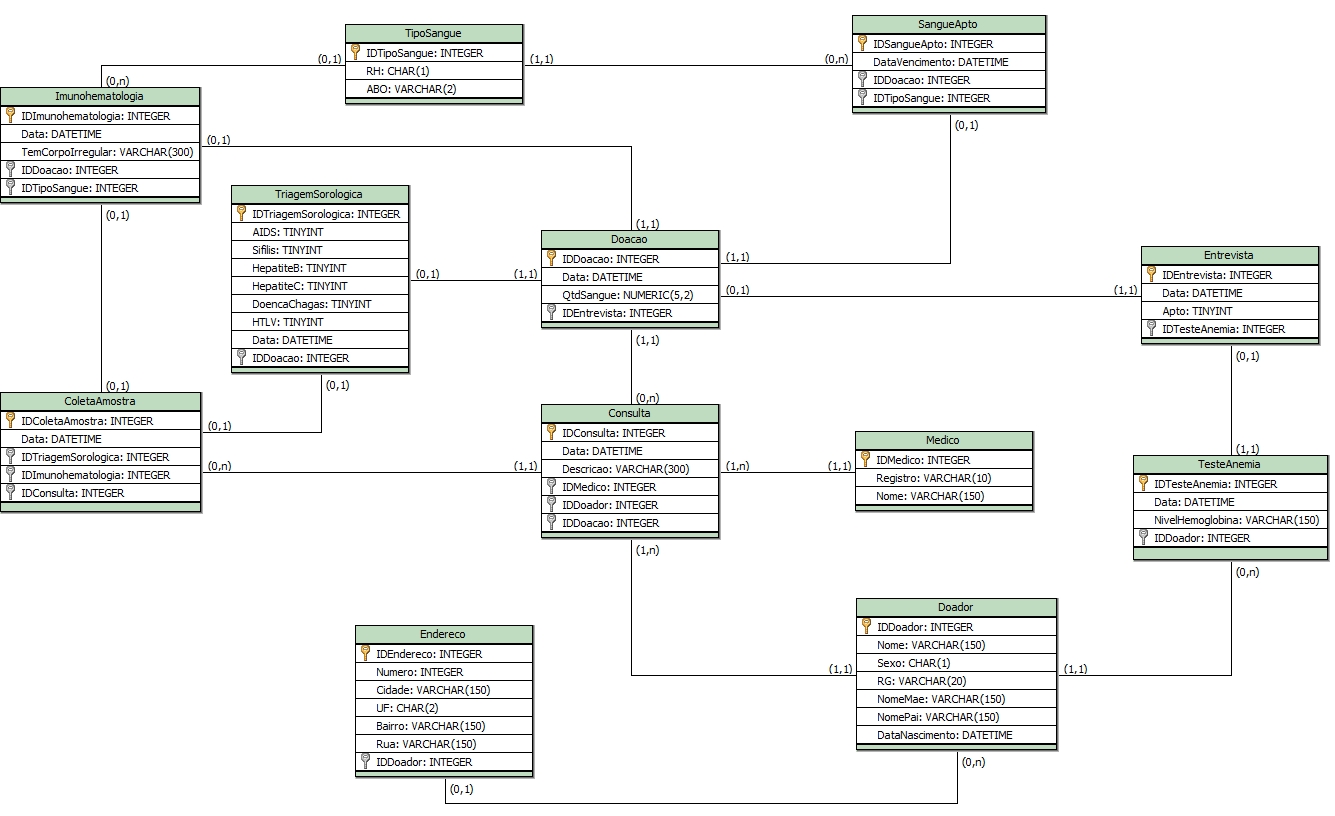 TipoSangue
IDTipoSangue: INTEGER
RH: CHAR(1)
ABO: VARCHAR(2)
(0,1)
(1,1)
(0,n)
SangueApto
IDSangueApto: INTEGER
DataVencimento: DATETIME
IDDoacao: INTEGER
IDTipoSangue: INTEGER
(0,n)
(0,1)
Imunohematologia
IDImunohematologia: INTEGER
Data: DATETIME
TemCorpoIrregular: VARCHAR(300)
IDDoacao: INTEGER
IDTipoSangue: INTEGER
(0,1)
(0,1)
TriagemSorologica
IDTriagemSorologica: INTEGER
AIDS: TINYINT
Sifilis: TINYINT
HepatiteB: TINYINT
HepatiteC: TINYINT
DoencaChagas: TINYINT
HTLV: TINYINT
Data: DATETIME
IDDoacao: INTEGER
(0,1)
(1,1)
(0,1)
(1,1)
Doacao
IDDoacao: INTEGER
Data: DATETIME
QtdSangue: NUMERIC(5,2)
IDEntrevista: INTEGER
(1,1)
(0,1)
(1,1)
(1,1)
Entrevista
IDEntrevista: INTEGER
Data: DATETIME
Apto: TINYINT
IDTesteAnemia: INTEGER
(0,1)
(0,1)
ColetaAmostra
IDColetaAmostra: INTEGER
Data: DATETIME
IDTriagemSorologica: INTEGER
IDImunohematologia: INTEGER
IDConsulta: INTEGER
(0,1)
(0,n)
(1,1)
(0,n)
Consulta
IDConsulta: INTEGER
Data: DATETIME
Descricao: VARCHAR(300)
IDMedico: INTEGER
IDDoador: INTEGER
IDDoacao: INTEGER
(1,n)
(1,1)
(1,n)
Medico
IDMedico: INTEGER
Registro: VARCHAR(10)
Nome: VARCHAR(150)
(1,1)
TesteAnemia
IDTesteAnemia: INTEGER
Data: DATETIME
NivelHemoglobina: VARCHAR(150)
IDDoador: INTEGER
(0,n)
Endereco
IDEndereco: INTEGER
Numero: INTEGER
Cidade: VARCHAR(150)
UF: CHAR(2)
Bairro: VARCHAR(150)
Rua: VARCHAR(150)
IDDoador: INTEGER
(0,1)
(1,1)
Doador
IDDoador: INTEGER
Nome: VARCHAR(150)
Sexo: CHAR(1)
RG: VARCHAR(20)
NomeMae: VARCHAR(150)
NomePai: VARCHAR(150)
DataNascimento: DATETIME
(1,1)
(0,n)